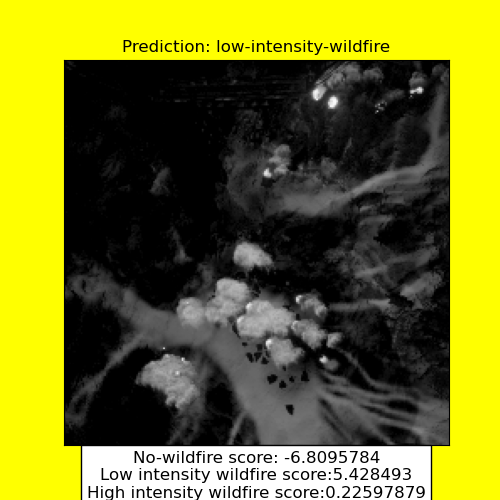 Prediction: low-intensity-wildfire
No-wildfire score: -6.8095784
Low intensity wildfire score:5.428493
High intensity wildfire score:0.22597879